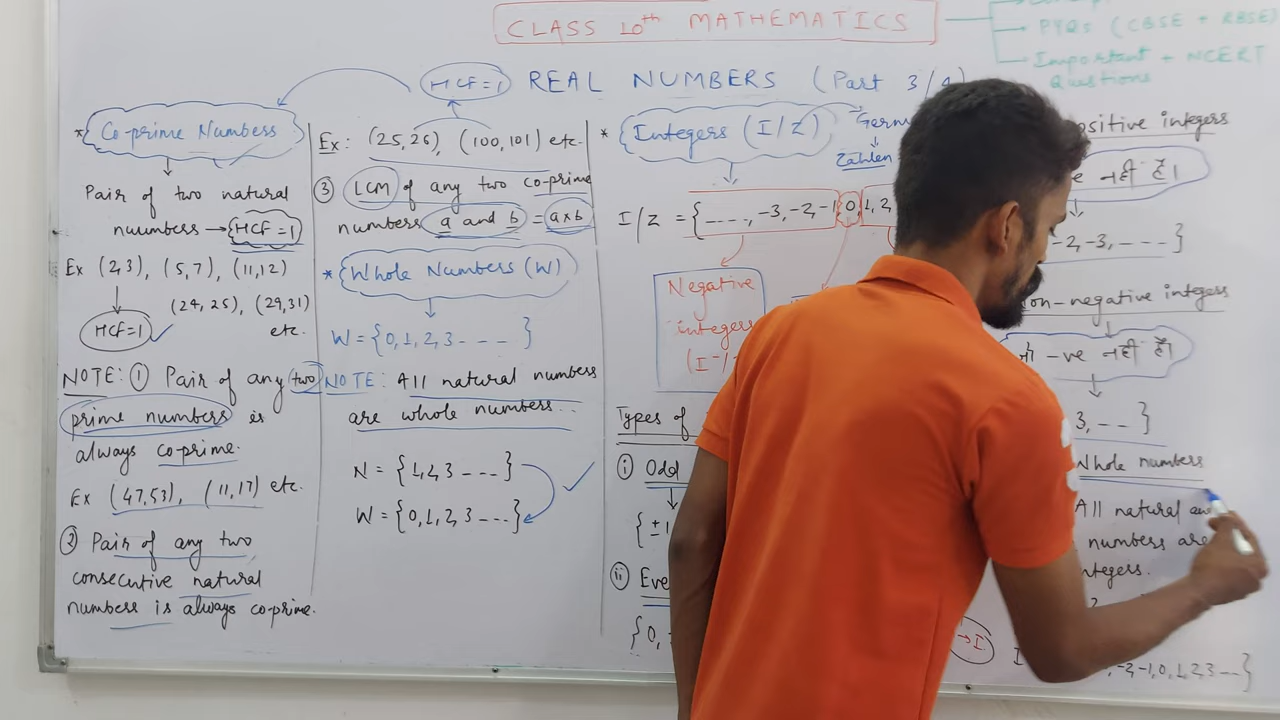 CLASS 10th MATHEMATICS
PYQs (CBSE + RBSE)
Important + NCERT
Qustions
HCF=1 REAL NUMBERS (Part 3/4)
* Co-prime Numbers
Pair of two natural
numbers → HCF=1
Ex (2,3), (5,7), (11,12)
(24,25), (29,31)
etc.
HCF=1
NOTE: ① Pair of any two
prime numbers is
always co-prime.
Ex (47,53), (11,17) etc.
② Pair of any two
consecutive natural
numbers is always co-prime.
Ex: (25,26), (100,101) etc.
③ LCM of any two co-prime
numbers a and b = a×b
* Whole Numbers (W)
W = {0,1,2,3 - - - - }
NOTE: All natural numbers
are whole numbers...
N = {1,2,3 - - - - }
W = {0,1,2,3 - - - - }
* Integers (I/Z)
Zahlen
I/Z = {....., -3,-2,-1,0,1,2,
Negative
integers
Types of
(i) Odd
{±1
(ii) Eve
{0,
→I
positive integers
ve नहीं हैं।
-2,-3, - - - - }
non-negative integers
जो -ve नहीं हैं।
3, - - - }
Whole numbers
All natural
numbers are
integers.
-2,-1,0,1,2,3 - - - }